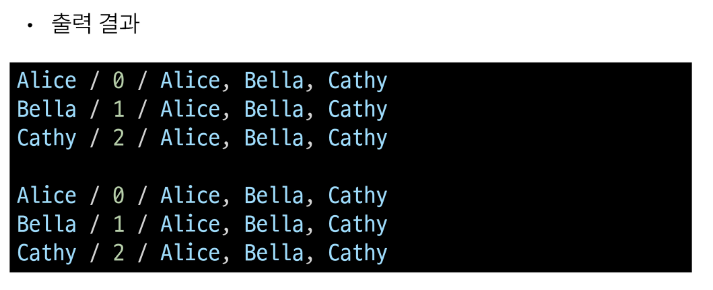 • 출력 결과
Alice / 0 / Alice, Bella, Cathy
Bella / 1 / Alice, Bella, Cathy
Cathy / 2 / Alice, Bella, Cathy
Alice / 0 / Alice, Bella, Cathy
Bella / 1 / Alice, Bella, Cathy
Cathy / 2 / Alice, Bella, Cathy